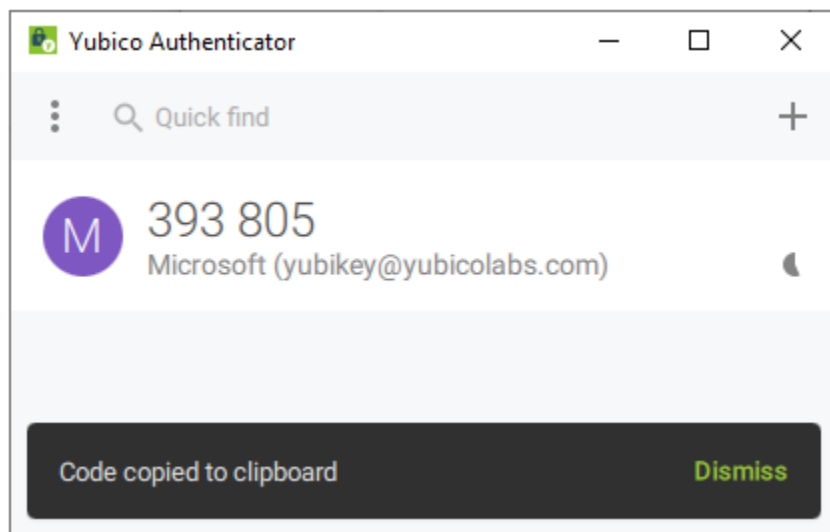 Yubico Authenticator
Quick find
M
393 805
Microsoft (yubikey@yubicolabs.com)
Code copied to clipboard
Dismiss